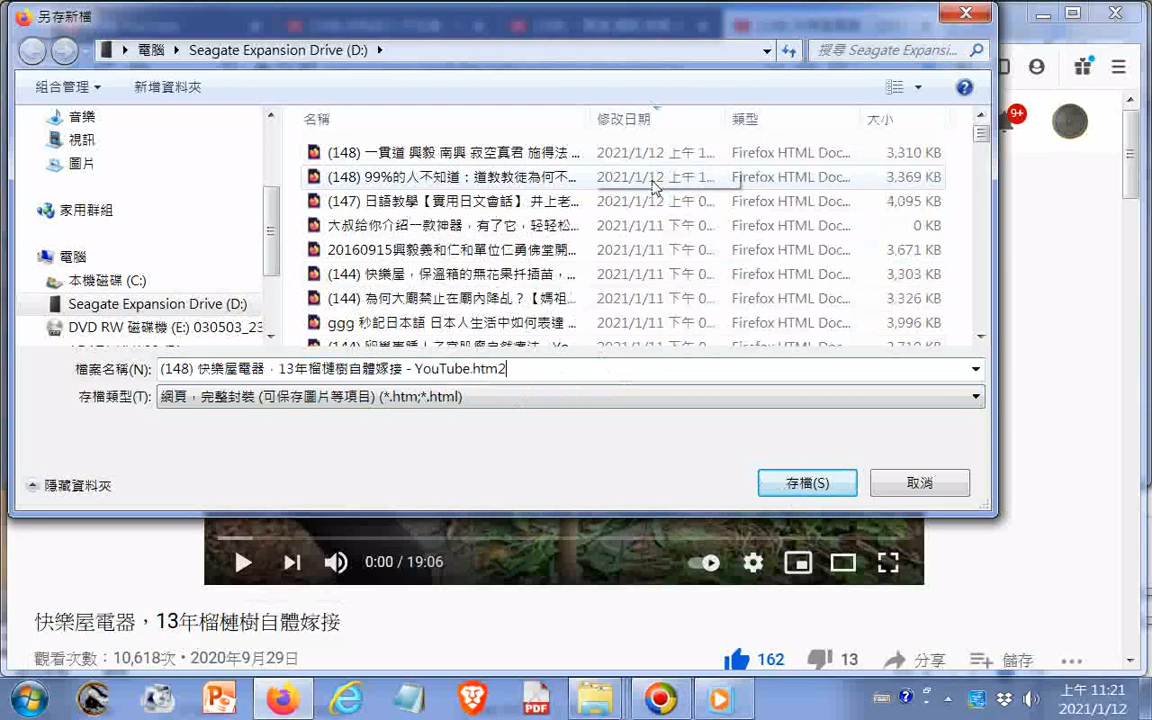 另存新檔
電腦 Seagate Expansion Drive (D:)
搜尋 Seagate Expansi...
組合管理 新增資料夾
音樂
視訊
圖片
家用群組
電腦
本機磁碟 (C:)
Seagate Expansion Drive (D:)
DVD RW 磁碟機 (E:) 030503_23
名稱 修改日期 類型 大小
(148) 一貫道 興毅 南興 寂空真君 施得法 ... 2021/1/12 上午 1... Firefox HTML Doc... 3,310 KB
(148) 99%的人不知道：道教教徒為何不... 2021/1/12 上午 1... Firefox HTML Doc... 3,369 KB
(147) 日語教學【實用日文會話】 井上老... 2021/1/12 上午 0... Firefox HTML Doc... 4,095 KB
大叔给你介绍一款神器，有了它，轻轻松... 2021/1/11 下午 0... Firefox HTML Doc... 0 KB
20160915興毅義和仁和單位仁勇佛堂開... 2021/1/11 下午 0... Firefox HTML Doc... 3,671 KB
(144) 快樂屋，保溫箱的無花果扦插苗，... 2021/1/11 下午 0... Firefox HTML Doc... 3,303 KB
(144) 為何大廟禁止在廟內降乩？【媽祖... 2021/1/11 下午 0... Firefox HTML Doc... 3,326 KB
ggg 秒记日本語 日本人生活中如何表達 ... 2021/1/11 下午 0... Firefox HTML Doc... 3,996 KB
檔案名稱(N): (148) 快樂屋電器，13年榴槤樹自體嫁接 - YouTube.htm2
存檔類型(T): 網頁，完整封裝 (可保存圖片等項目) (*.htm;*.html)
隱藏資料夾
存檔(S) 取消
9+
0:00 / 19:06
快樂屋電器，13年榴槤樹自體嫁接
觀看次數：10,618次 • 2020年9月29日
162 13 分享 儲存
PDF
上午 11:21
2021/1/12